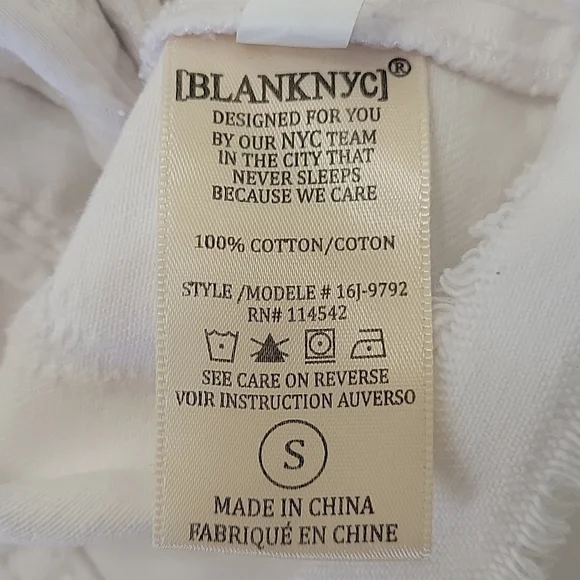 [BLANKNYC]®
DESIGNED FOR YOU
BY OUR NYC TEAM
IN THE CITY THAT
NEVER SLEEPS
BECAUSE WE CARE
100% COTTON/COTON
STYLE /MODELE # 16J-9792
RN# 114542
SEE CARE ON REVERSE
VOIR INSTRUCTION AUVERSO
S
MADE IN CHINA
FABRIQUÉ EN CHINE